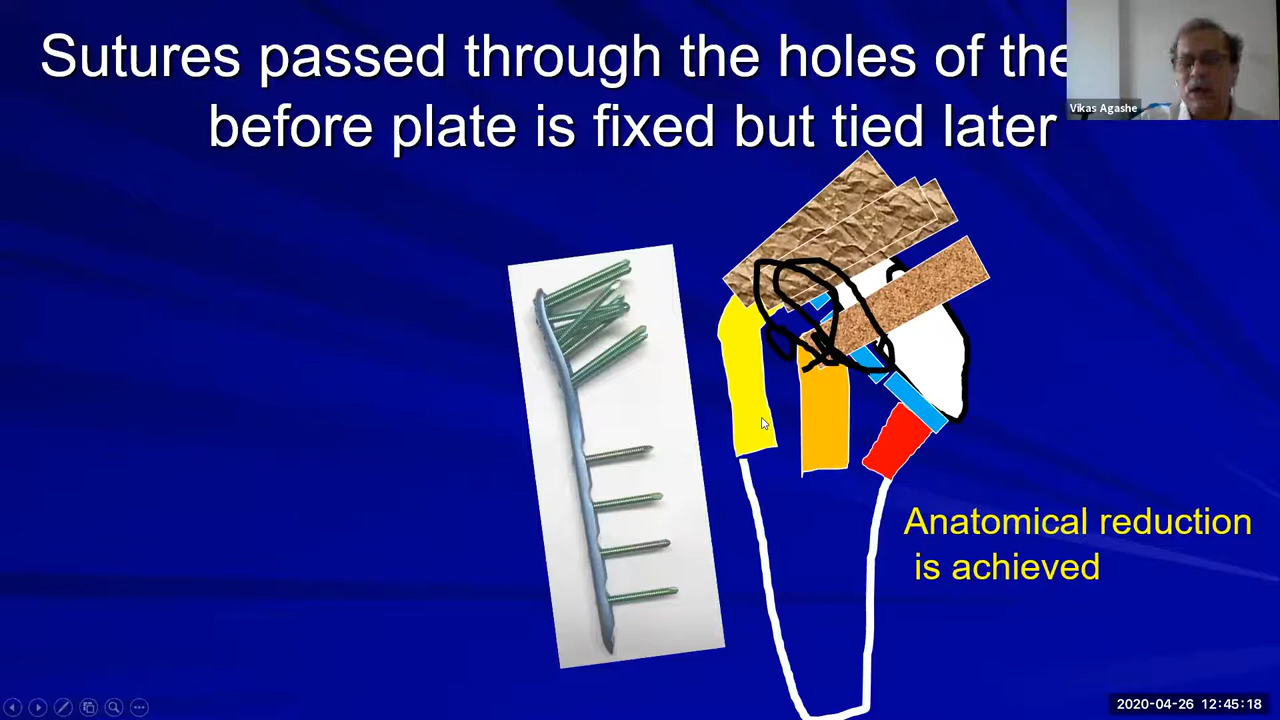 Sutures passed through the holes of the
before plate is fixed but tied later
Vikas Agashe
Anatomical reduction
is achieved
2020-04-26 12:45:18